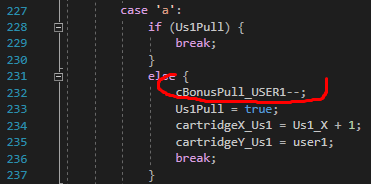 227 case 'a':
228 if (Us1Pull) {
229 break;
230 }
231 else {
232 cBonusPull_USER1--;
233 Us1Pull = true;
234 cartridgeX_Us1 = Us1_X + 1;
235 cartridgeY_Us1 = user1;
236 break;
237 }